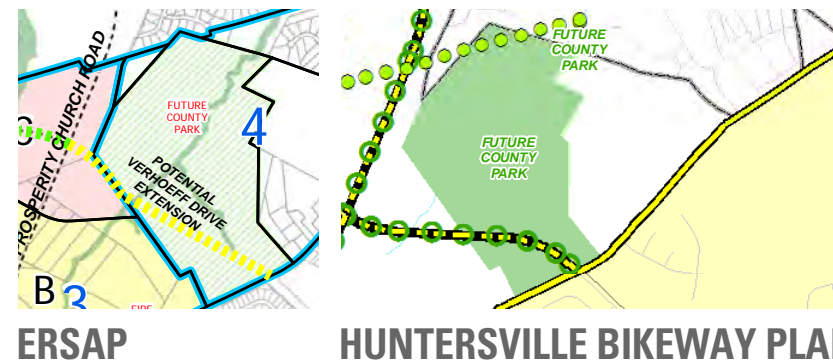 PROSPERITY CHURCH ROAD
FUTURE
COUNTY
PARK
4
POTENTIAL
VERHOEFF DRIVE
EXTENSION
B
3
FUTURE
COUNTY
PARK
FUTURE
COUNTY
PARK
ERSAP
HUNTERSVILLE BIKEWAY PLA